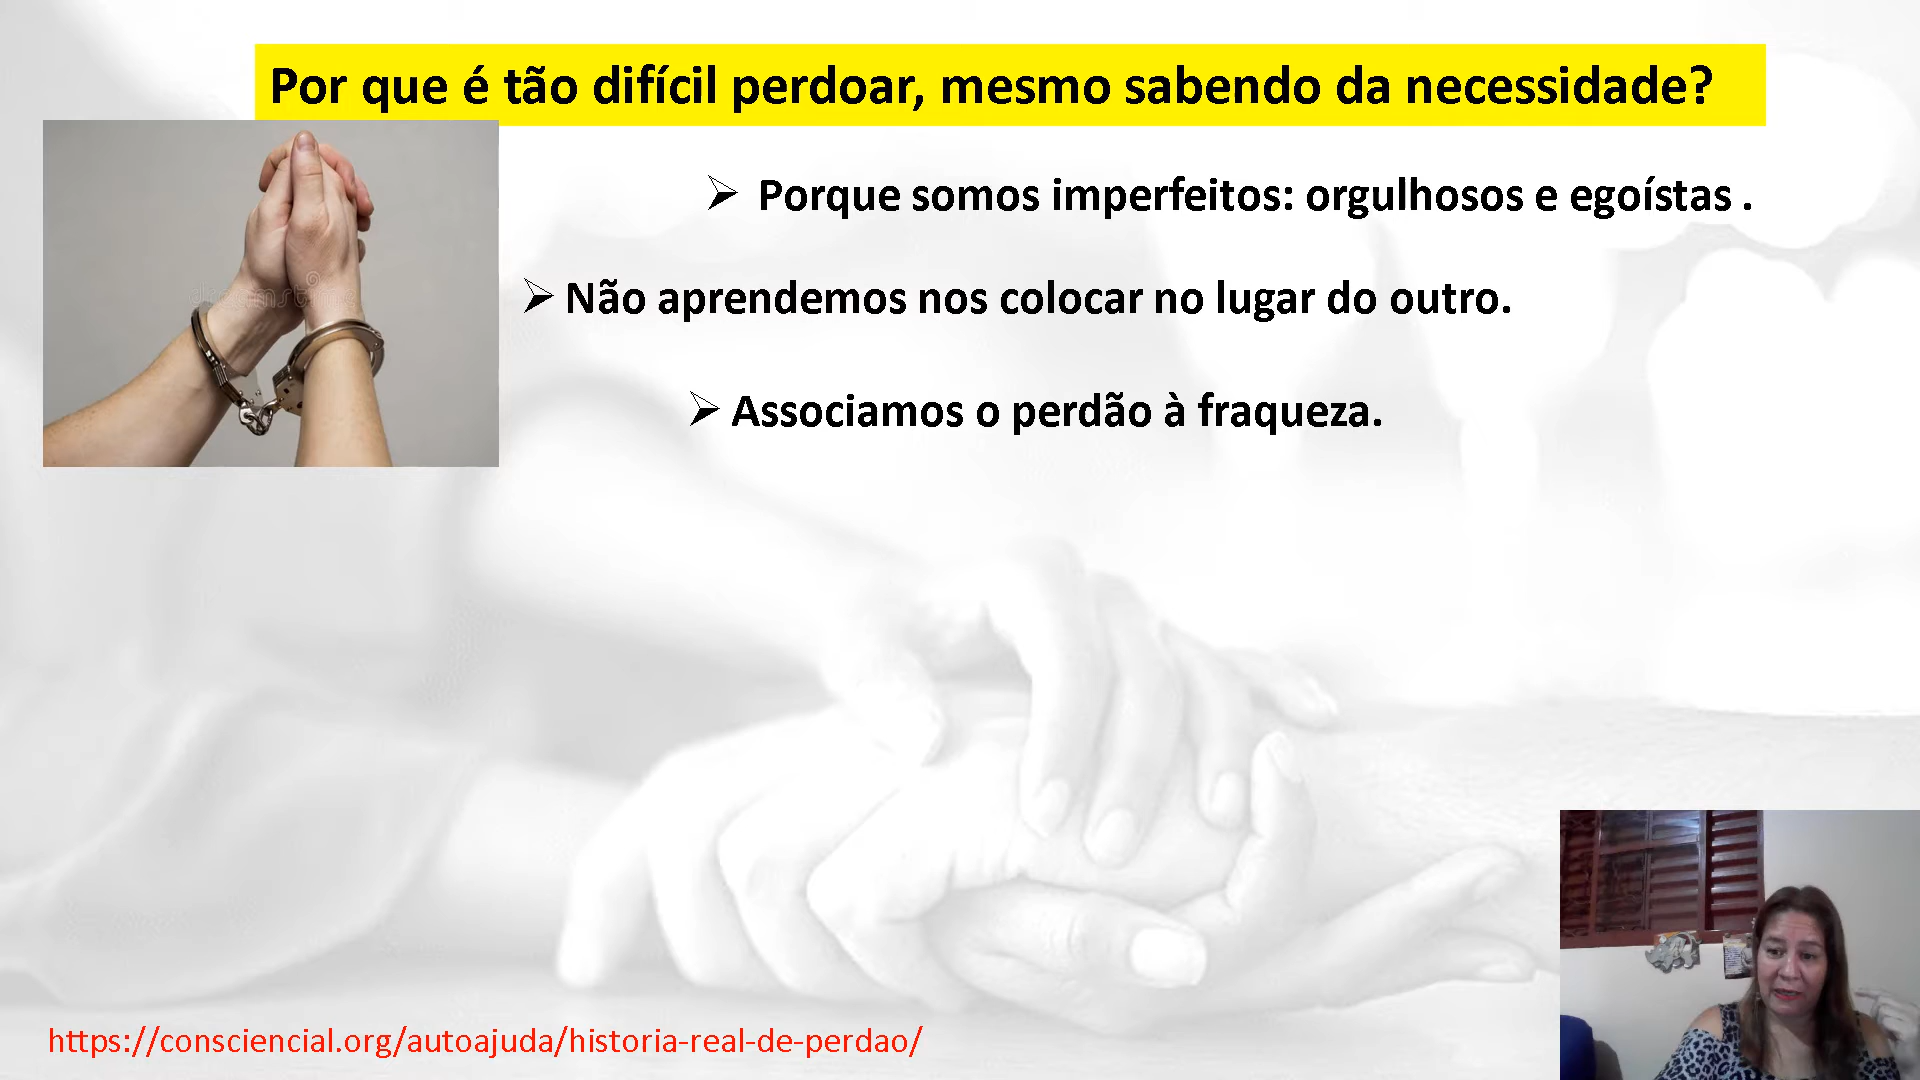 Por que é tão difícil perdoar, mesmo sabendo da necessidade?
Porque somos imperfeitos: orgulhosos e egoístas .
Não aprendemos nos colocar no lugar do outro.
Associamos o perdão à fraqueza.
dreamstime
https://consciencial.org/autoajuda/historia-real-de-perdao/